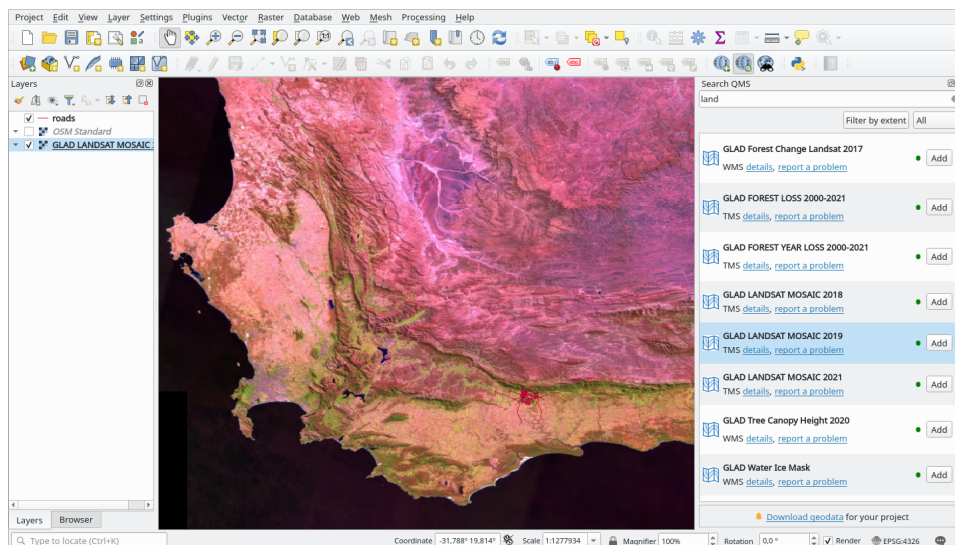 Project Edit View Layer Settings Plugins Vector Raster Database Web Mesh Processing Help
Layers
roads
OSM Standard
GLAD LANDSAT MOSAIC
Layers Browser
Search QMS
land
Filter by extent All
GLAD Forest Change Landsat 2017
WMS details, report a problem
Add
GLAD FOREST LOSS 2000-2021
TMS details, report a problem
Add
GLAD FOREST YEAR LOSS 2000-2021
TMS details, report a problem
Add
GLAD LANDSAT MOSAIC 2018
TMS details, report a problem
Add
GLAD LANDSAT MOSAIC 2019
TMS details, report a problem
Add
GLAD LANDSAT MOSAIC 2021
TMS details, report a problem
Add
GLAD Tree Canopy Height 2020
WMS details, report a problem
Add
GLAD Water Ice Mask
WMS details, report a problem
Add
Download geodata for your project
Type to locate (Ctrl+K) Coordinate -31,788° 19,814° Scale 1:1277934 Magnifier 100% Rotation 0,0 ° Render EPSG:4326